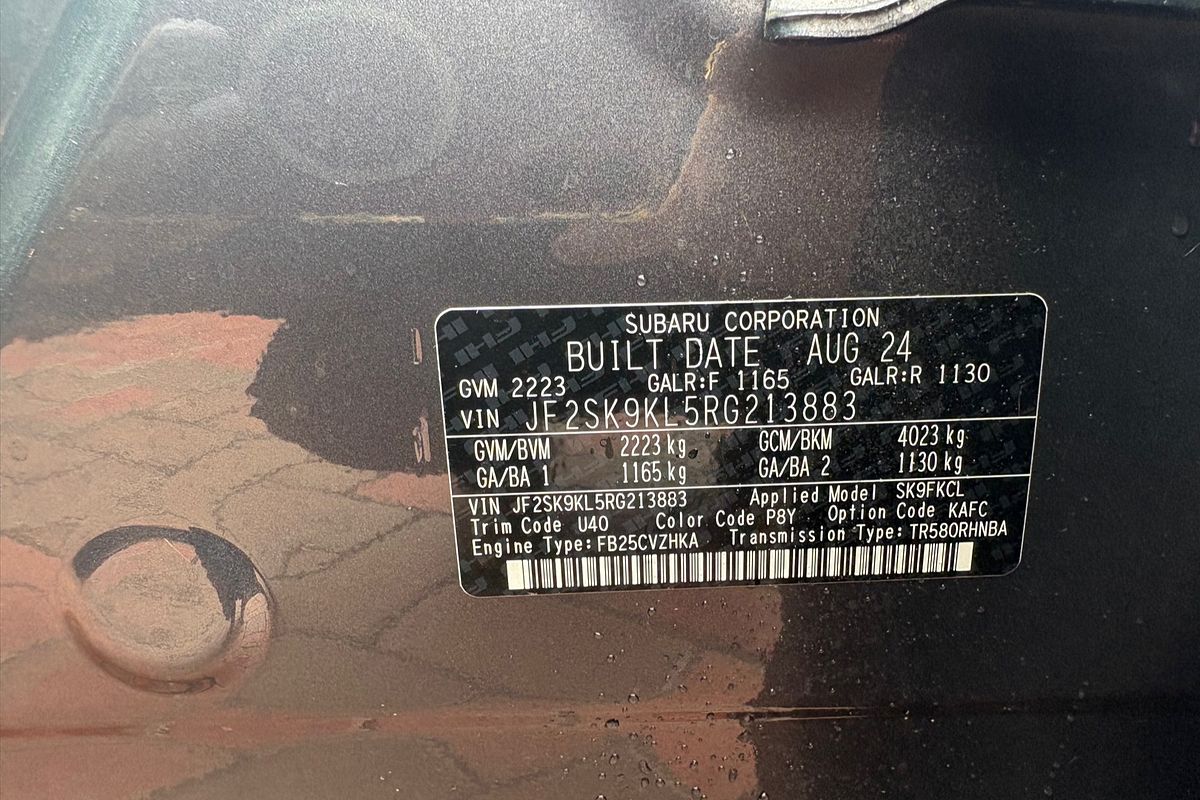 SUBARU CORPORATION
BUILT DATE AUG 24
GVM 2223 GALR:F 1165 GALR:R 1130
VIN JF2SK9KL5RG213883
GVM/BVM 2223 kg GCM/BKM 4023 kg
GA/BA 1 1165 kg GA/BA 2 1130 kg
VIN JF2SK9KL5RG213883 Applied Model SK9FKCL
Trim Code U40 Color Code P8Y Option Code KAFC
Engine Type: FB25CVZHKA Transmission Type: TR580RHNBA